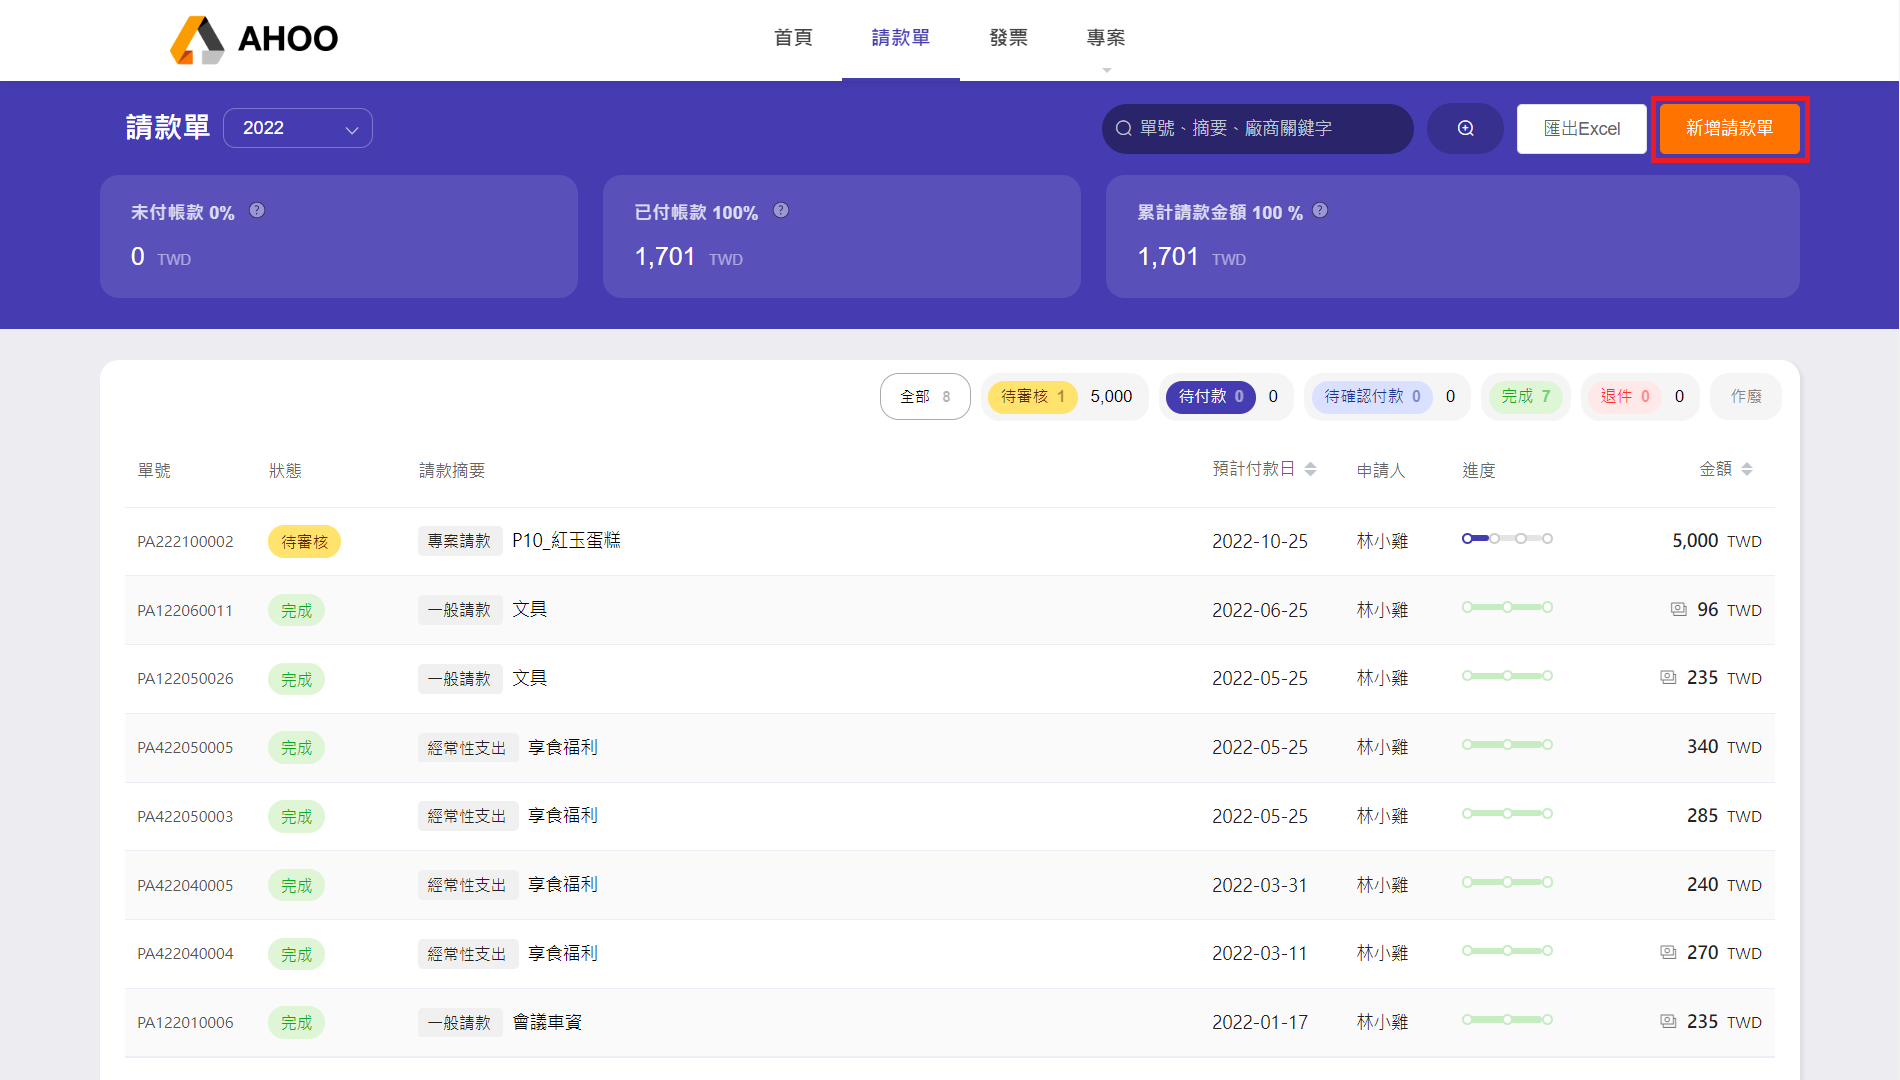 AHOO
首頁 請款單 發票 專案
請款單 2022 單號、摘要、廠商關鍵字 匯出Excel 新增請款單
未付帳款 0% ? 已付帳款 100% ? 累計請款金額 100 % ?
0 TWD 1,701 TWD 1,701 TWD
全部 8 待審核 1 5,000 待付款 0 0 待確認付款 0 0 完成 7 退件 0 0 作廢
單號 狀態 請款摘要 預計付款日 申請人 進度 金額
PA222100002 待審核 專案請款 P10_紅玉蛋糕 2022-10-25 林小雞 5,000 TWD
PA122060011 完成 一般請款 文具 2022-06-25 林小雞 96 TWD
PA122050026 完成 一般請款 文具 2022-05-25 林小雞 235 TWD
PA422050005 完成 經常性支出 享食福利 2022-05-25 林小雞 340 TWD
PA422050003 完成 經常性支出 享食福利 2022-05-25 林小雞 285 TWD
PA422040005 完成 經常性支出 享食福利 2022-03-31 林小雞 240 TWD
PA422040004 完成 經常性支出 享食福利 2022-03-11 林小雞 270 TWD
PA122010006 完成 一般請款 會議車資 2022-01-17 林小雞 235 TWD